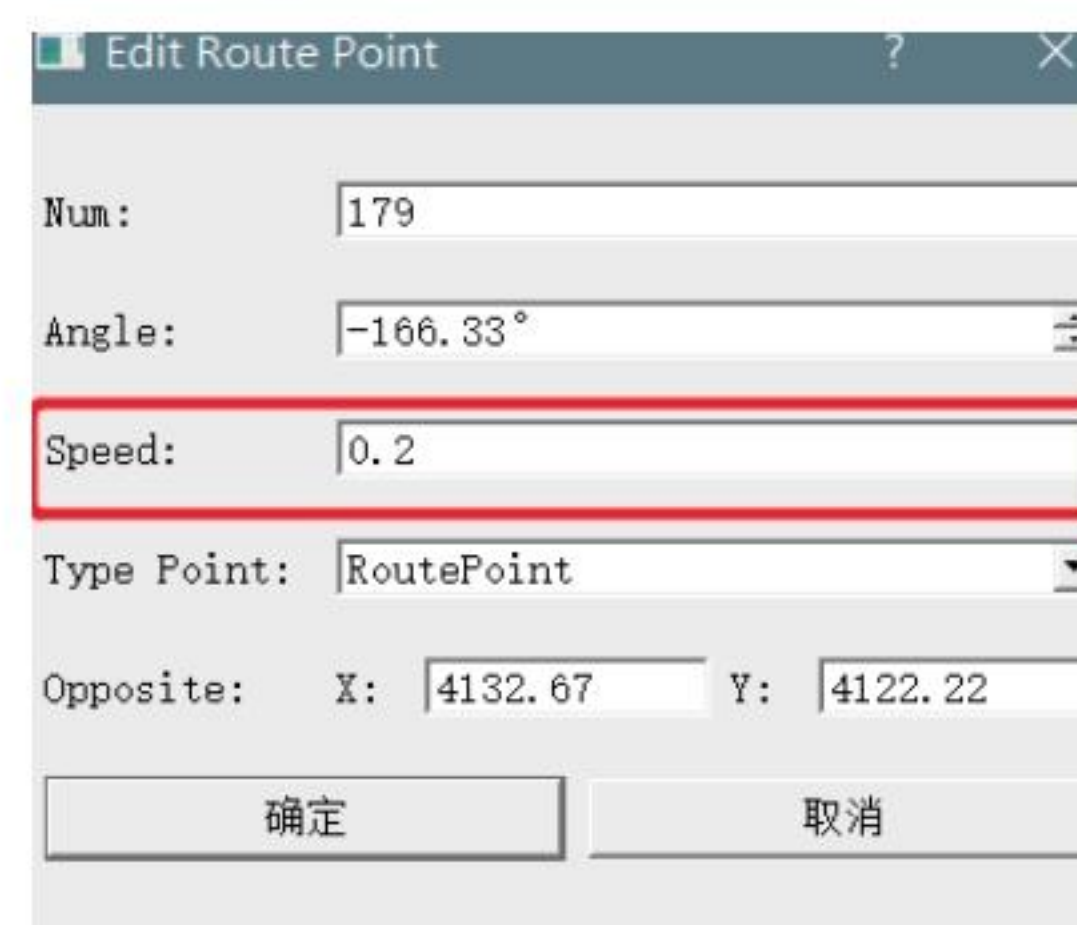 Edit Route Point ? ×
Num: 179
Angle: -166.33°
Speed: 0.2
Type Point: RoutePoint
Opposite: X: 4132.67 Y: 4122.22
确定 取消